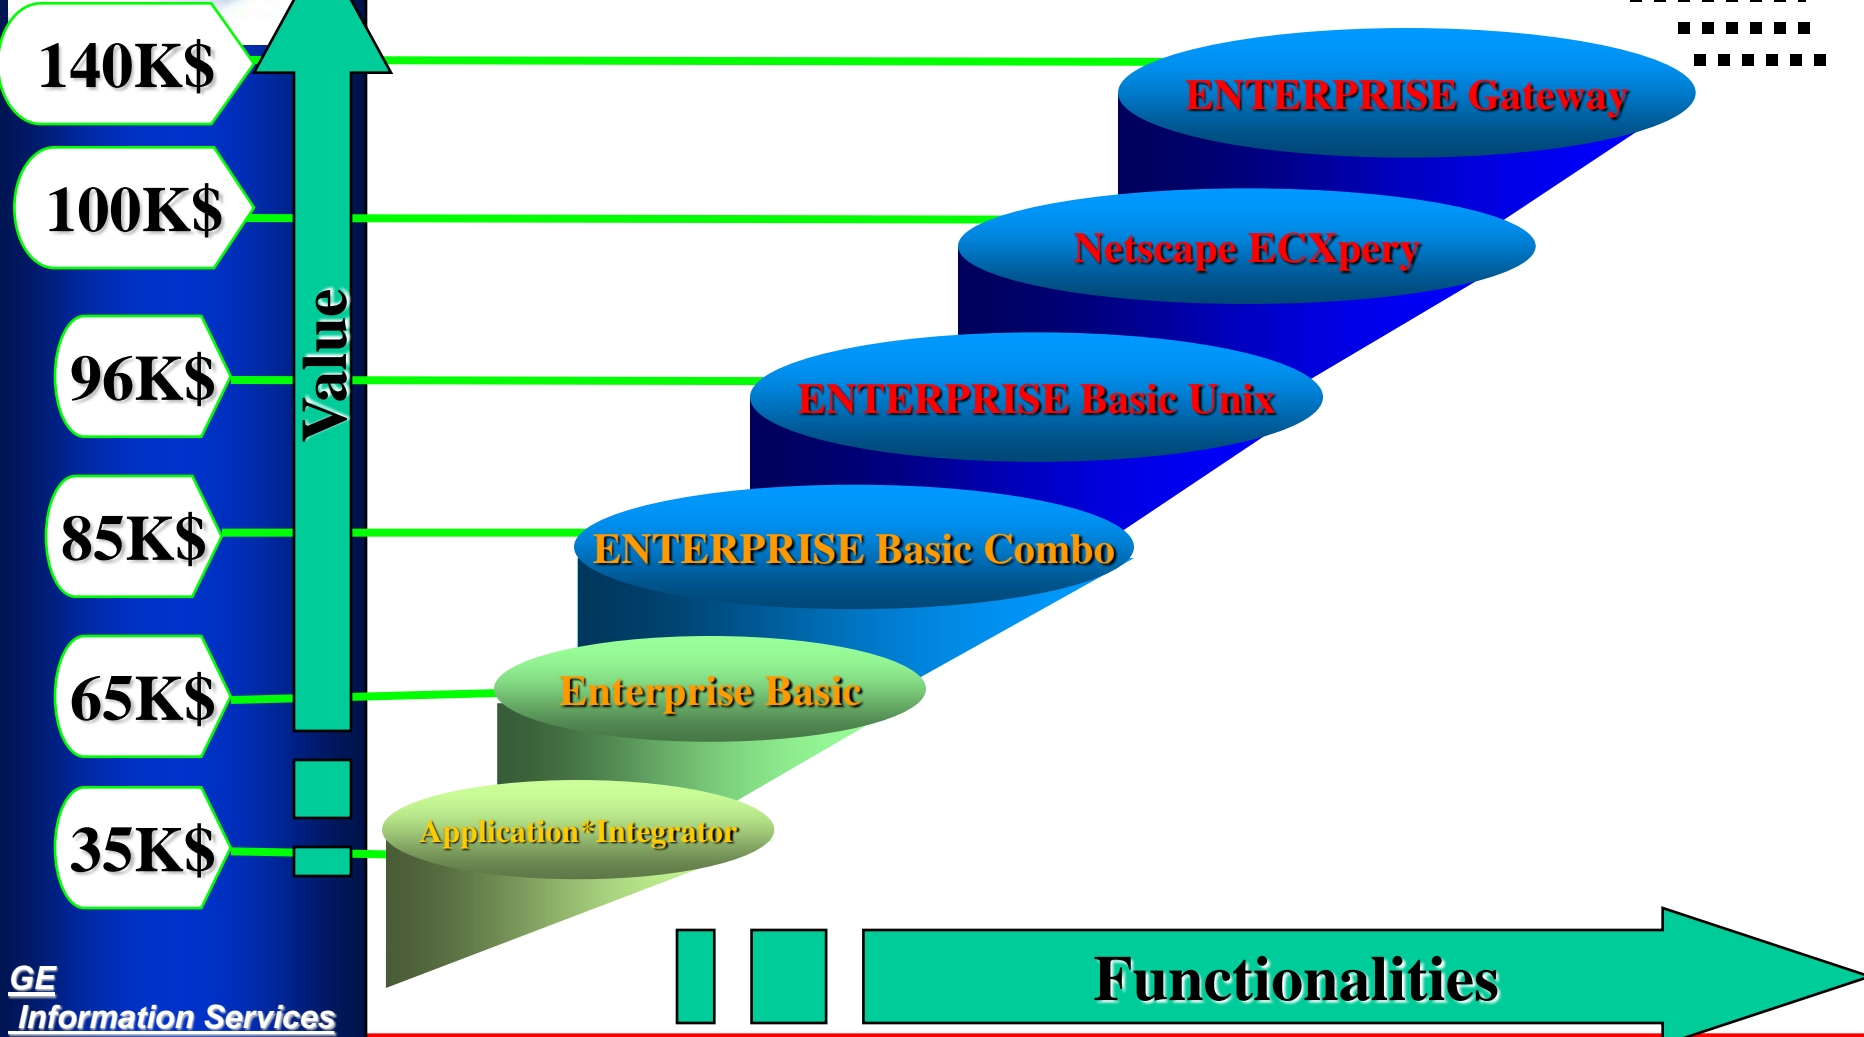 140K$
ENTERPRISE Gateway
100K$
Netscape ECXpery
96K$
ENTERPRISE Basic Unix
Value
85K$
ENTERPRISE Basic Combo
65K$
Enterprise Basic
35K$
Application*Integrator
Functionalities
GE
Information Services